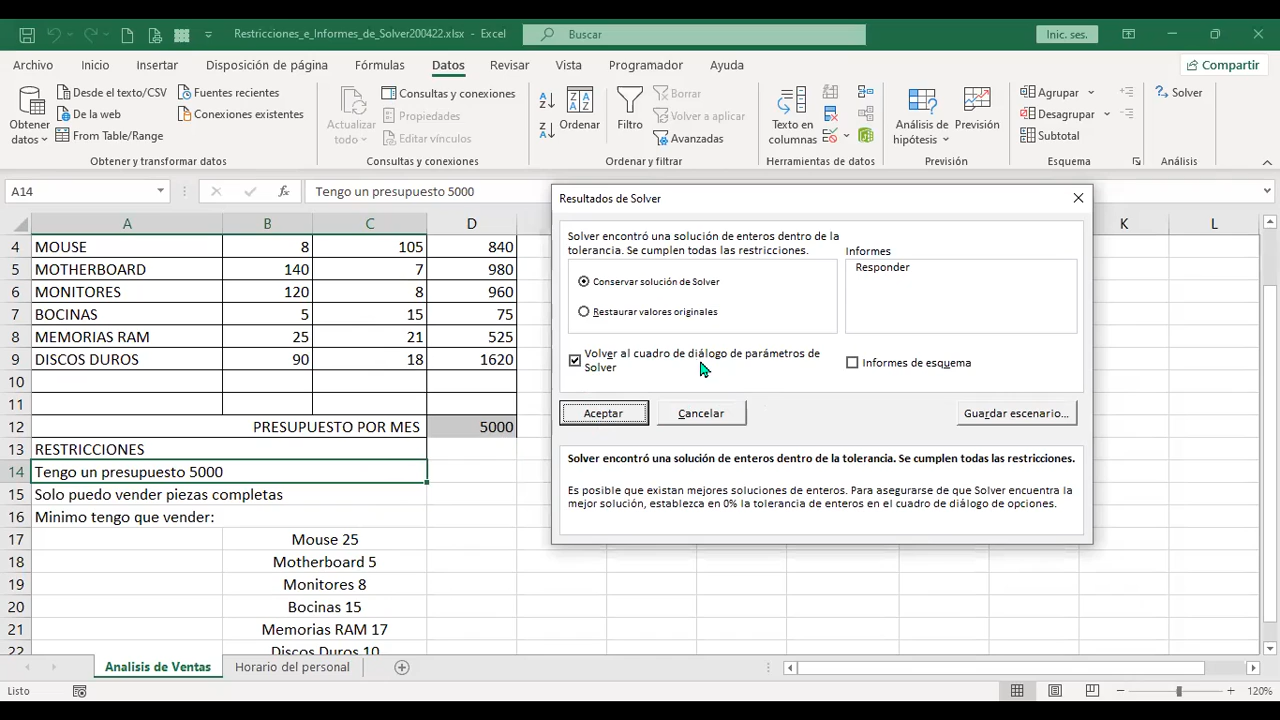 Restricciones_e_Informes_de_Solver200422.xlsx - Excel
Buscar
Inic. ses.
Archivo Inicio Insertar Disposición de página Fórmulas Datos Revisar Vista Programador Ayuda Compartir
Obtener datos
Desde el texto/CSV
De la web
From Table/Range
Fuentes recientes
Conexiones existentes
Obtener y transformar datos
Actualizar todo
Consultas y conexiones
Propiedades
Editar vínculos
Consultas y conexiones
Ordenar
Filtro
Borrar
Volver a aplicar
Avanzadas
Ordenar y filtrar
Texto en columnas
Herramientas de datos
Análisis de hipótesis
Previsión
Previsión
Agrupar
Desagrupar
Subtotal
Esquema
Solver
Análisis
A14 fx Tengo un presupuesto 5000
A B C D K L
4 MOUSE 8 105 840
5 MOTHERBOARD 140 7 980
6 MONITORES 120 8 960
7 BOCINAS 5 15 75
8 MEMORIAS RAM 25 21 525
9 DISCOS DUROS 90 18 1620
10
11
12 PRESUPUESTO POR MES 5000
13 RESTRICCIONES
14 Tengo un presupuesto 5000
15 Solo puedo vender piezas completas
16 Minimo tengo que vender:
17 Mouse 25
18 Motherboard 5
19 Monitores 8
20 Bocinas 15
21 Memorias RAM 17
22 Discos Duros 10
Resultados de Solver
Solver encontró una solución de enteros dentro de la
tolerancia. Se cumplen todas las restricciones.
Informes
Responder
Conservar solución de Solver
Restaurar valores originales
Volver al cuadro de diálogo de parámetros de
Solver
Informes de esquema
Aceptar Cancelar Guardar escenario...
Solver encontró una solución de enteros dentro de la tolerancia. Se cumplen todas las restricciones.
Es posible que existan mejores soluciones de enteros. Para asegurarse de que Solver encuentra la
mejor solución, establezca en 0% la tolerancia de enteros en el cuadro de diálogo de opciones.
Analisis de Ventas Horario del personal
Listo 120%